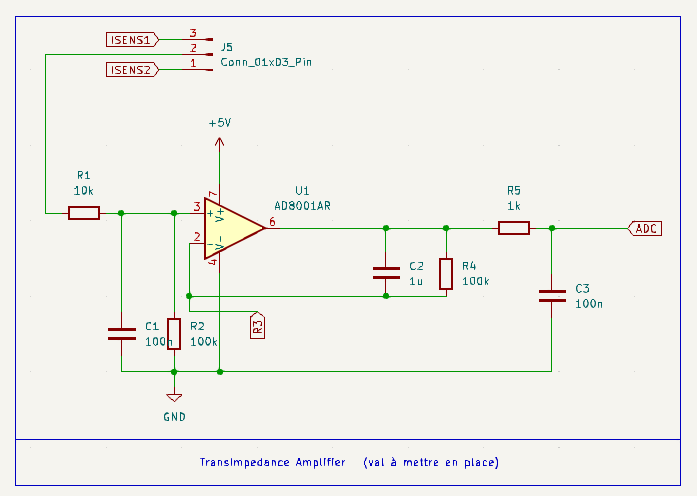 ISENS1
3
2
1
J5
Conn_01x03_Pin
ISENS2
+5V
R1
10k
7
U1
AD8001AR
R5
1k
3
+
V+
6
ADC
2
-
V-
4
C2
1u
R4
100k
C3
100n
C1
100n
R2
100k
R3
GND
Transimpedance Amplifier (val à mettre en place)